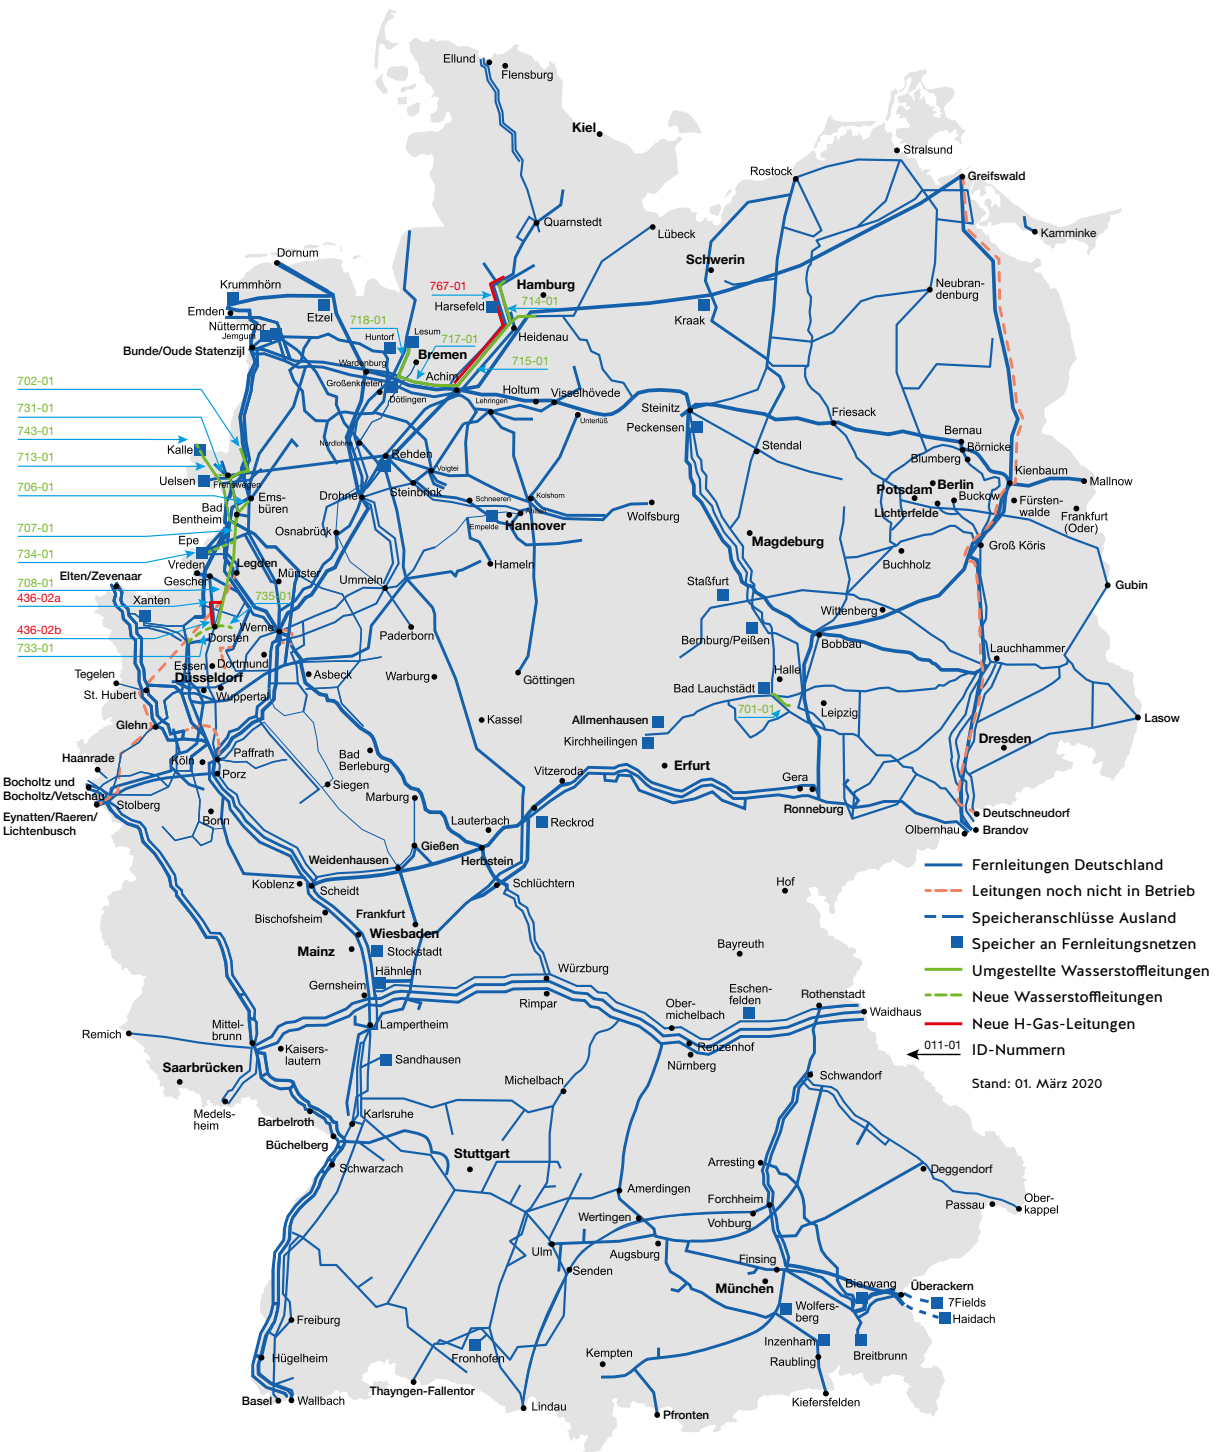 Ellund
Flensburg
Kiel
Stralsund
Rostock
Greifswald
Quarnstedt
Lübeck
Kamminke
Dornum
Schwerin
Krummhörn
767-01
Hamburg
Neubran-
denburg
714-01
Harsefeld
Emden
Etzel
718-01
Kraak
Nüttermoor
Jemgum
Huntorf
Lesum
717-01
Heidenau
Bunde/Oude Statenzijl
Bremen
Wardenburg
715-01
702-01
Großenkneten
Achim
Dötlingen
Lehringen
Holtum
Visselhövede
731-01
Steinitz
Unterlüß
Peckensen
Friesack
743-01
Bernau
Nordlohne
Stendal
Börnicke
Kalle
Rehden
Blumberg
713-01
Voigtei
Kienbaum
Uelsen
Frenswegen
Steinbrink
Berlin
Mallnow
706-01
Drohne
Schneeren
Kolshorn
Potsdam
Buckow
Ems-
büren
Wolfsburg
Lichterfelde
Fürsten-
walde
Bad
Bentheim
Ahlten
Empelde
Hannover
Frankfurt
(Oder)
707-01
Osnabrück
Epe
Magdeburg
Groß Köris
734-01
Buchholz
Vreden
Legden
Hameln
Elten/Zevenaar
Gescher
Münster
Ummeln
Staßfurt
Gubin
708-01
436-02a
Xanten
735-01
Wittenberg
436-02b
Dorsten
Werne
Paderborn
Bernburg/Peißen
Bobbau
733-01
Lauchhammer
Essen
Dortmund
Halle
Tegelen
Düsseldorf
Asbeck
Warburg
Göttingen
Bad Lauchstädt
St. Hubert
Wuppertal
701-01
Leipzig
Glehn
Kassel
Allmenhausen
Lasow
Kirchheilingen
Dresden
Haanrade
Köln
Paffrath
Bad
Berleburg
Porz
Vitzeroda
Erfurt
Gera
Bocholtz und
Bocholtz/Vetschau
Siegen
Marburg
Stolberg
Ronneburg
Eynatten/Raeren/
Lichtenbusch
Bonn
Lauterbach
Reckrod
Deutschneudorf
Olbernhau
Brandov
Gießen
Weidenhausen
Herbstein
Koblenz
Scheidt
Schlüchtern
Hof
Bischofsheim
Frankfurt
Wiesbaden
Mainz
Stockstadt
Bayreuth
Hähnlein
Würzburg
Gernsheim
Rimpar
Eschen-
felden
Rothenstadt
Ober-
michelbach
Waidhaus
Remich
Mittel-
brunn
Lampertheim
Kaisers-
lautern
Renzenhof
Saarbrücken
Sandhausen
Nürnberg
Schwandorf
Michelbach
Medels-
heim
Barbelroth
Karlsruhe
Büchelberg
Stuttgart
Schwarzach
Arresting
Deggendorf
Amerdingen
Forchheim
Passau
Ober-
kappel
Wertingen
Vohburg
Ulm
Augsburg
Finsing
Senden
München
Bierwang
Überackern
7Fields
Wolfers-
berg
Haidach
Freiburg
Inzenham
Breitbrunn
Hügelheim
Fronhofen
Kempten
Raubling
Basel
Wallbach
Thayngen-Fallentor
Lindau
Pfronten
Kiefersfelden
Fernleitungen Deutschland
Leitungen noch nicht in Betrieb
Speicheranschlüsse Ausland
Speicher an Fernleitungsnetzen
Umgestellte Wasserstoffleitungen
Neue Wasserstoffleitungen
Neue H-Gas-Leitungen
011-01
ID-Nummern
Stand: 01. März 2020